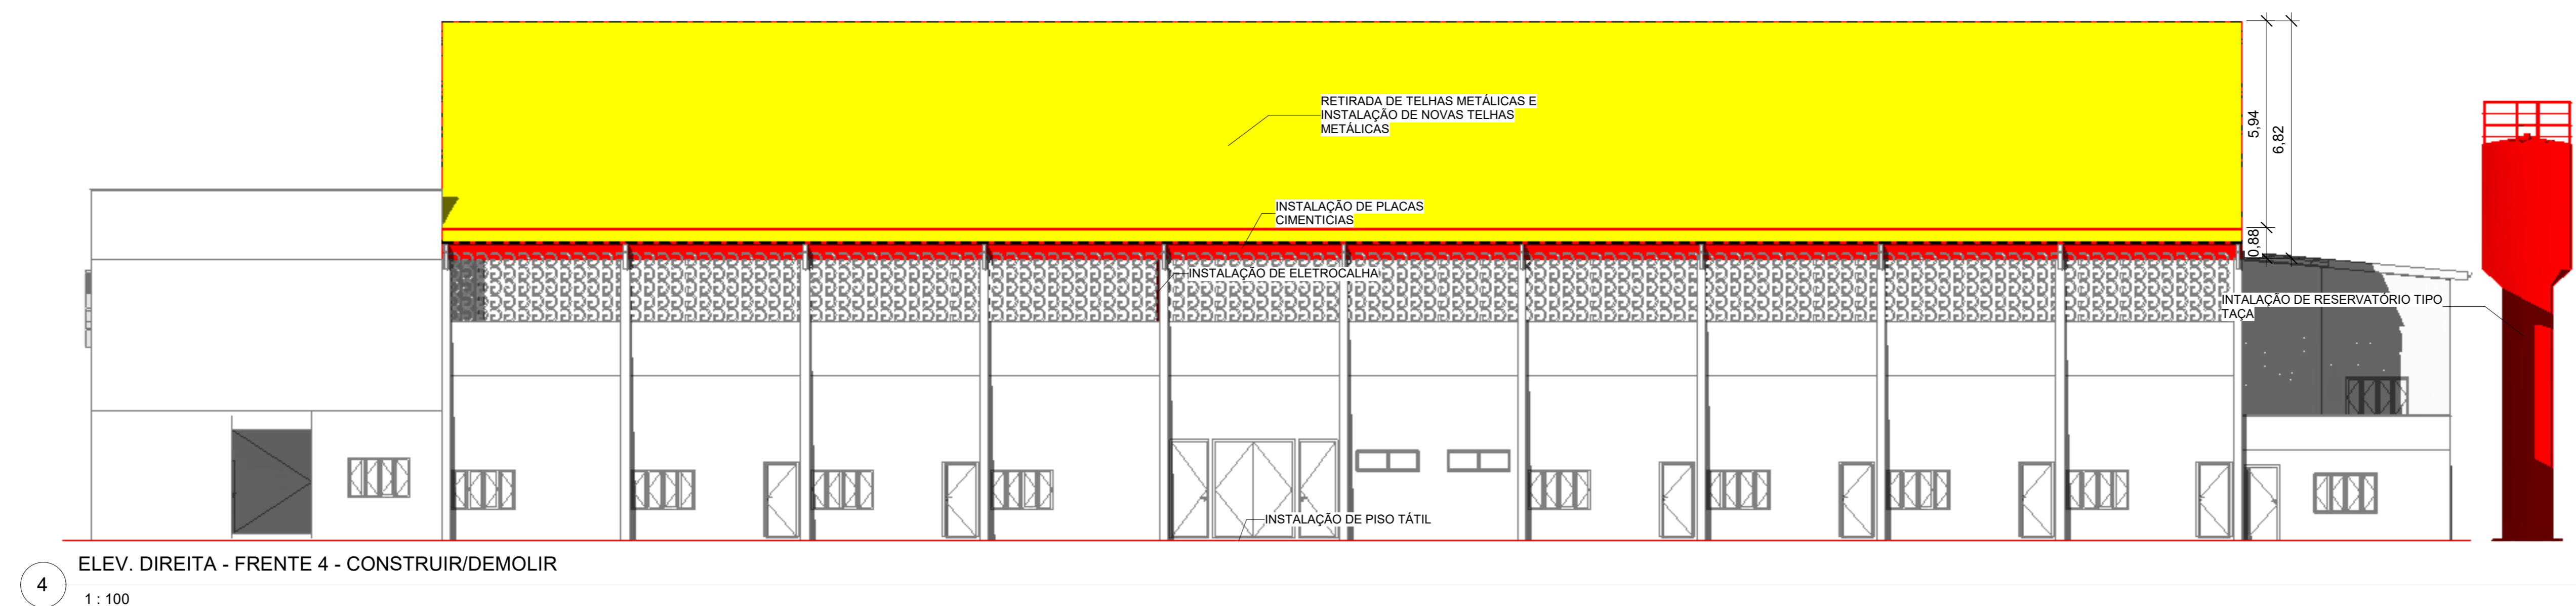 RETIRADA DE TELHAS METÁLICAS E
INSTALAÇÃO DE NOVAS TELHAS
METÁLICAS
5,94
6,82
INSTALAÇÃO DE PLACAS
CIMENTICIAS
0,88
INSTALAÇÃO DE ELETROCALHA
INTALAÇÃO DE RESERVATÓRIO TIPO
TAÇA
INSTALAÇÃO DE PISO TÁTIL
4
ELEV. DIREITA - FRENTE 4 - CONSTRUIR/DEMOLIR
1 : 100